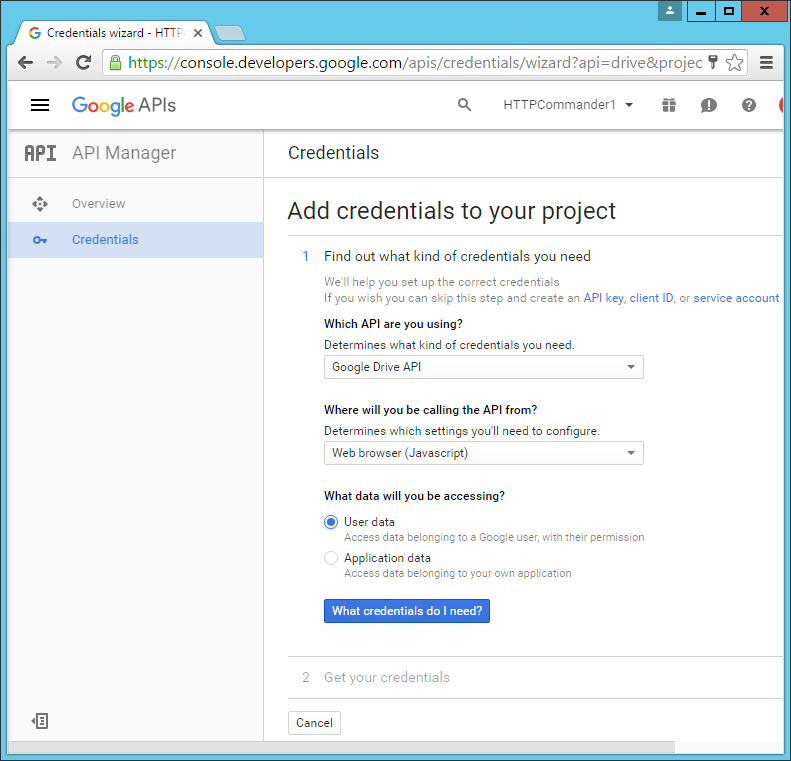 Credentials wizard - HTTP
https://console.developers.google.com/apis/credentials/wizard?api=drive&projec
Google APIs
HTTPCommander1
API API Manager
Credentials
Overview
Credentials
Add credentials to your project
1 Find out what kind of credentials you need
We'll help you set up the correct credentials
If you wish you can skip this step and create an API key, client ID, or service account
Which API are you using?
Determines what kind of credentials you need.
Google Drive API
Where will you be calling the API from?
Determines which settings you'll need to configure.
Web browser (Javascript)
What data will you be accessing?
User data
Access data belonging to a Google user, with their permission
Application data
Access data belonging to your own application
What credentials do I need?
2 Get your credentials
Cancel